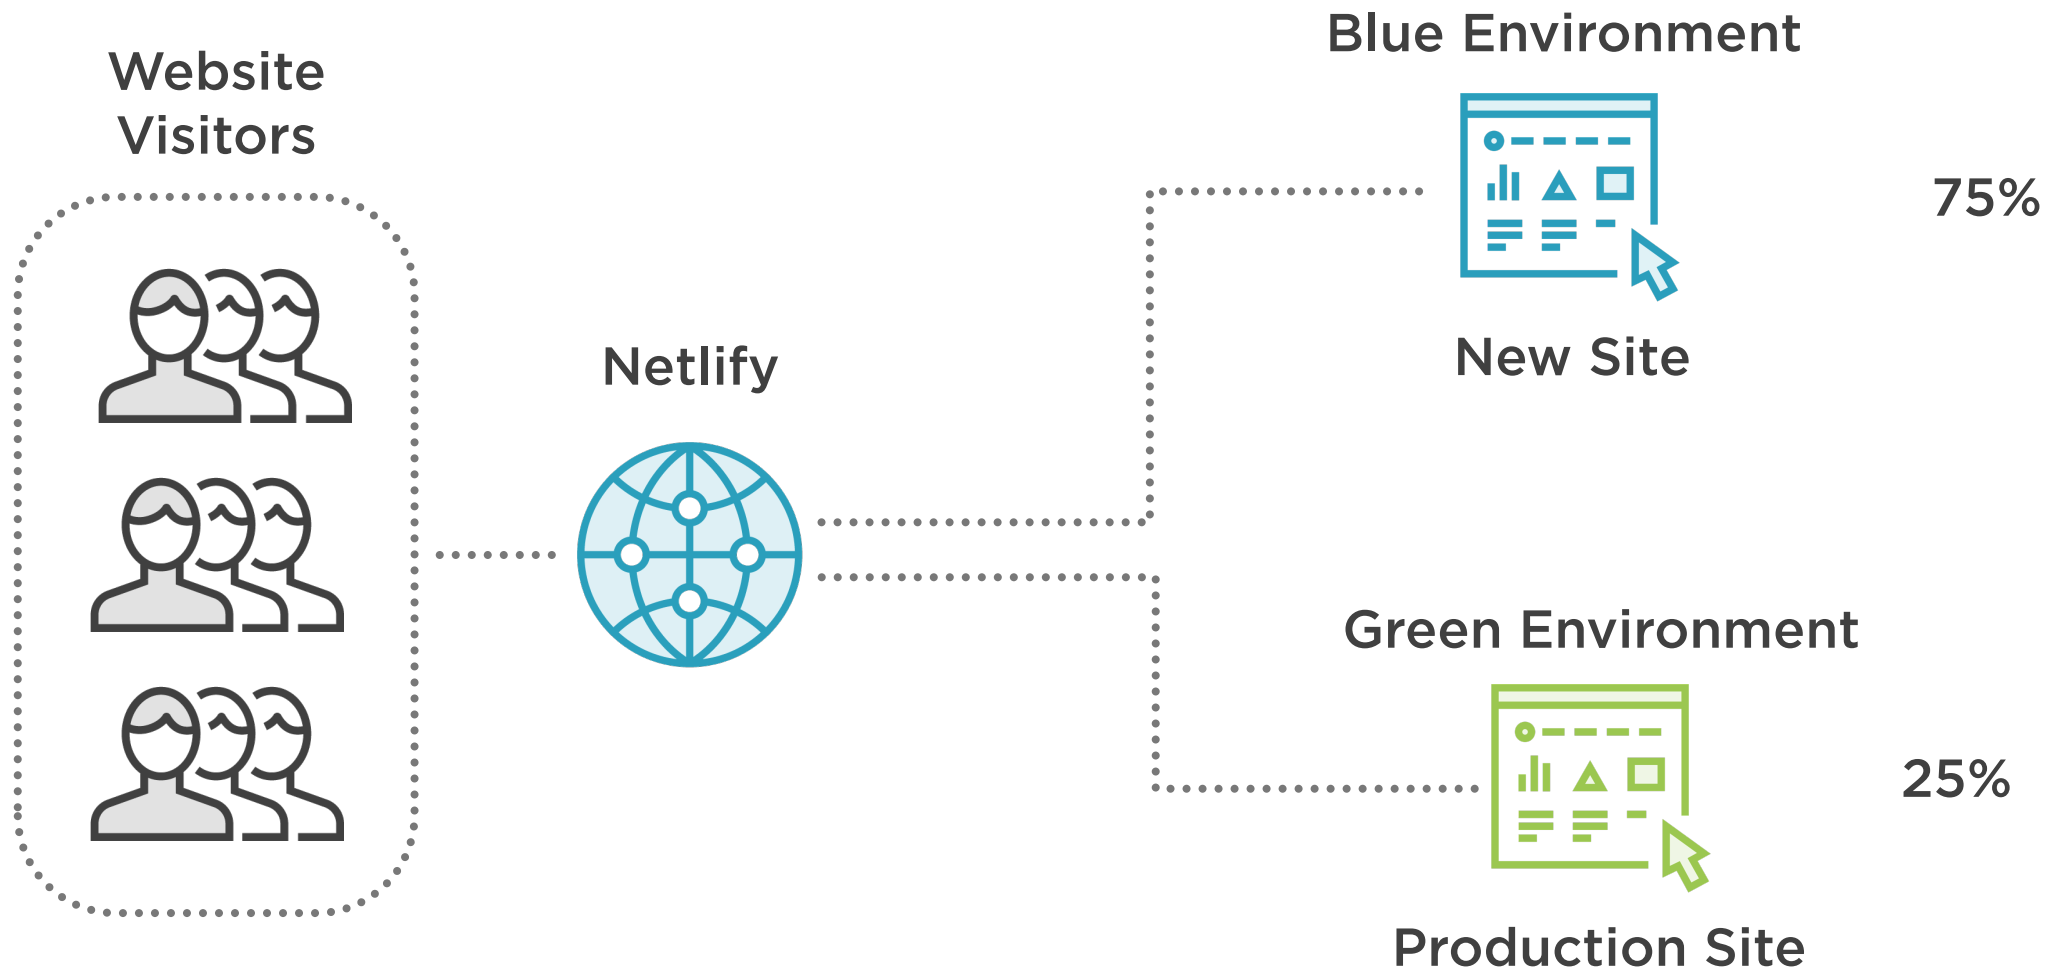 Website
Visitors
Netlify
Blue Environment
75%
New Site
Green Environment
25%
Production Site